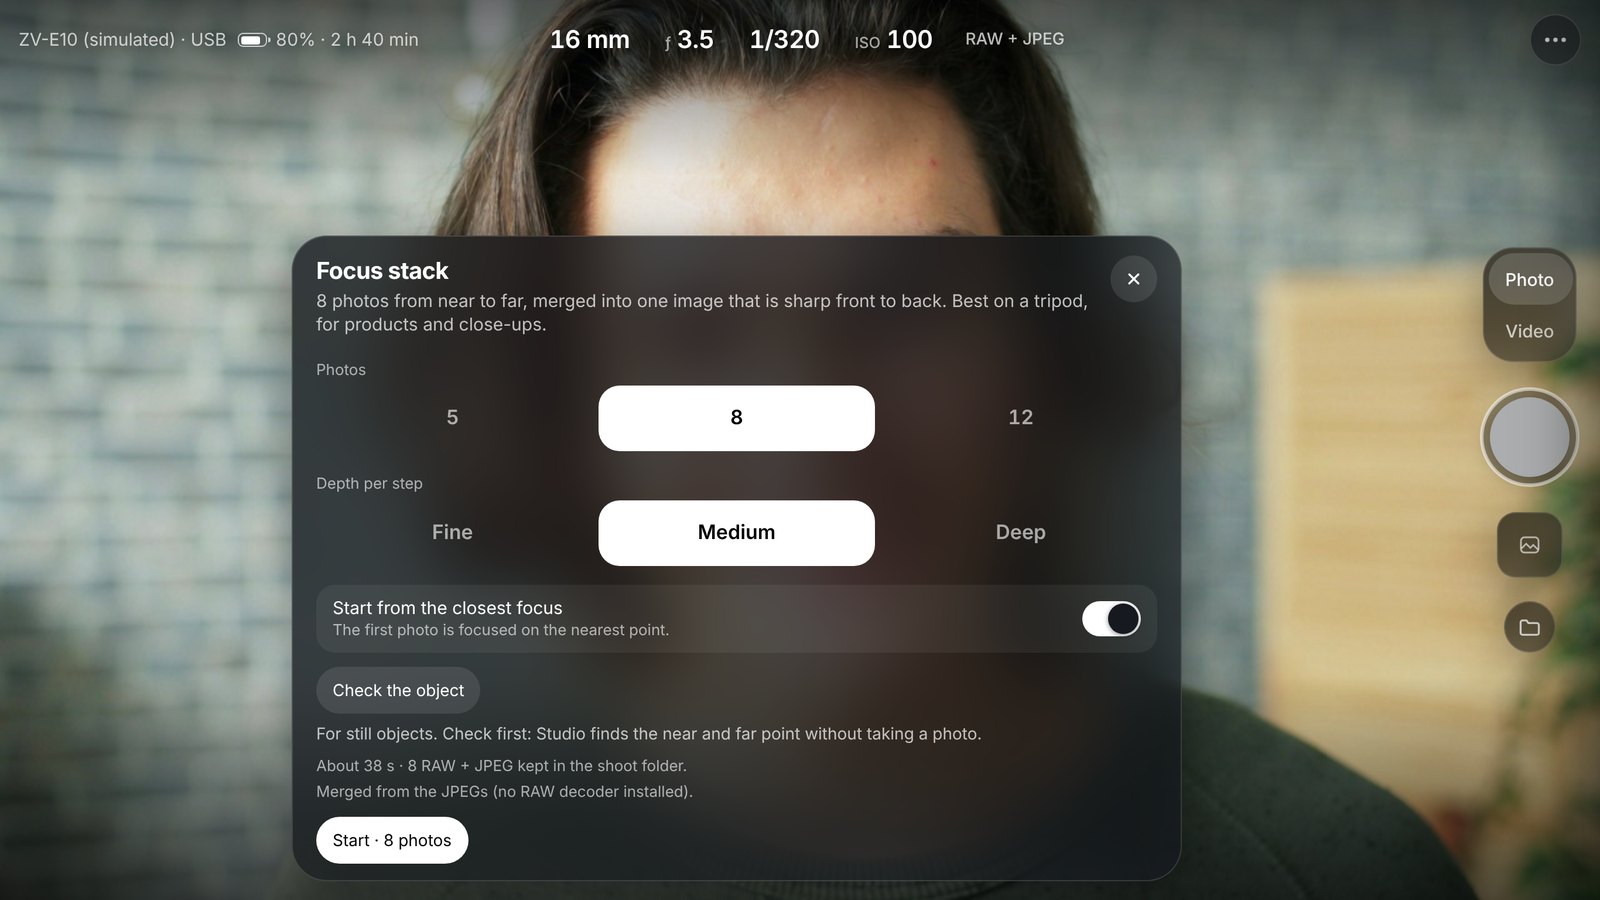 ZV-E10 (simulated) · USB 80% · 2 h 40 min
16 mm ƒ 3.5 1/320 ISO 100 RAW + JPEG
Focus stack
8 photos from near to far, merged into one image that is sharp front to back. Best on a tripod,
for products and close-ups.
Photos
5 8 12
Depth per step
Fine Medium Deep
Start from the closest focus
The first photo is focused on the nearest point.
Check the object
For still objects. Check first: Studio finds the near and far point without taking a photo.
About 38 s · 8 RAW + JPEG kept in the shoot folder.
Merged from the JPEGs (no RAW decoder installed).
Start · 8 photos
Photo
Video